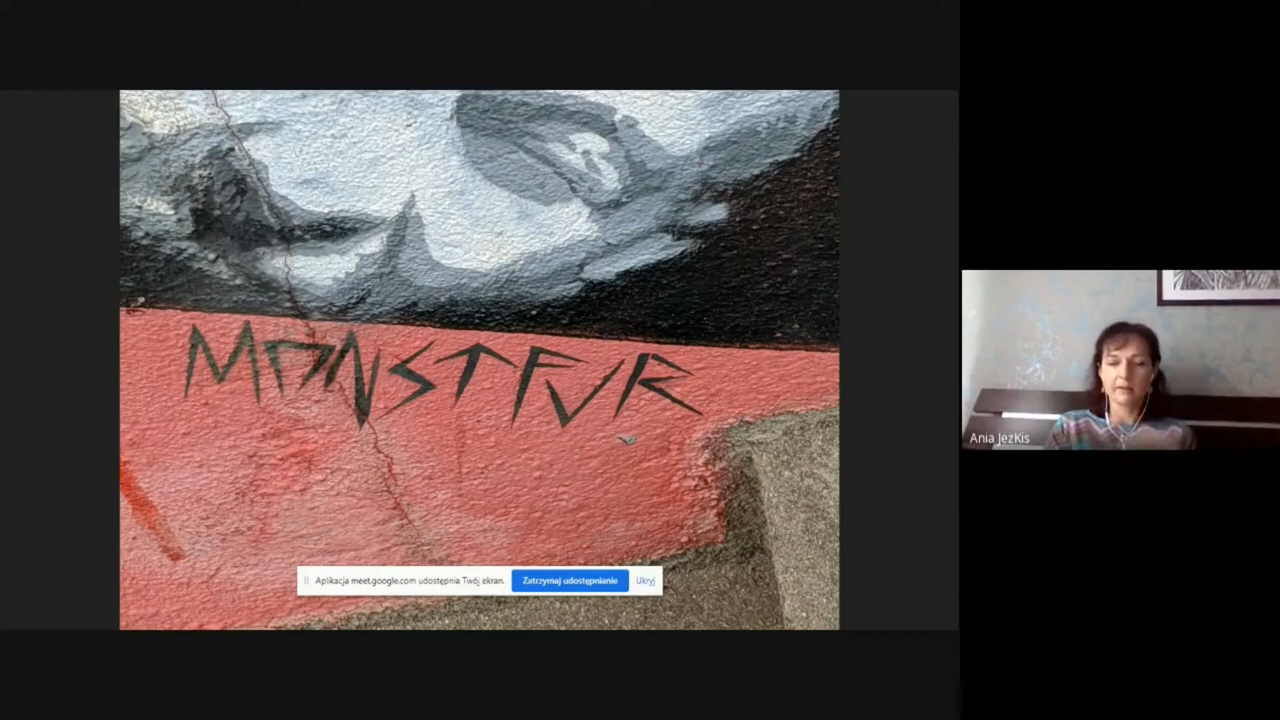 MONSTFUR
Aplikacja meet.google.com udostępnia Twój ekran.
Zatrzymaj udostępnianie
Ukryj
Ania JezKis